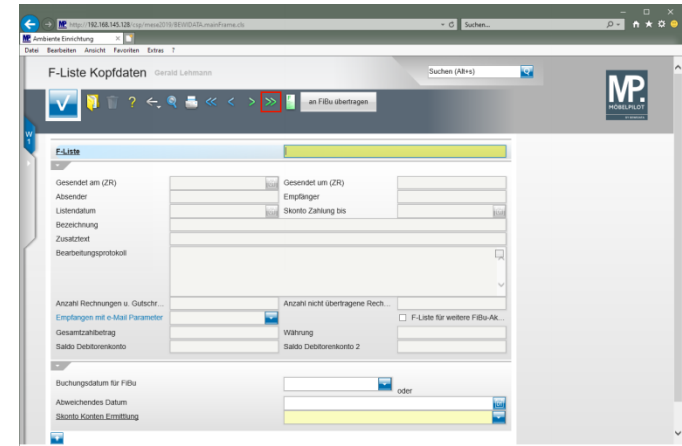 http://192.168.145.128/csp/mose2019/BEWIDATA.mainFrame.cls
Suchen...
Ambiente Einrichtung
Datei Bearbeiten Ansicht Favoriten Extras ?
F-Liste Kopfdaten Gerald Lehmann
Suchen (Alt+s)
an FiBu übertragen
MP.
MÖBELPILOT
W
1
F-Liste
Gesendet am (ZR)
Gesendet um (ZR)
Absender
Empfänger
Listendatum
Skonto Zahlung bis
Bezeichnung
Zusatztext
Bearbeitungsprotokoll
Anzahl Rechnungen u. Gutschr...
Anzahl nicht übertragene Rech...
Empfangen mit e-Mail Parameter
F-Liste für weitere FiBu-Ak...
Gesamtzahlbetrag
Währung
Saldo Debitorenkonto
Saldo Debitorenkonto 2
Buchungsdatum für FiBu
oder
Abweichendes Datum
Skonto Konten Ermittlung